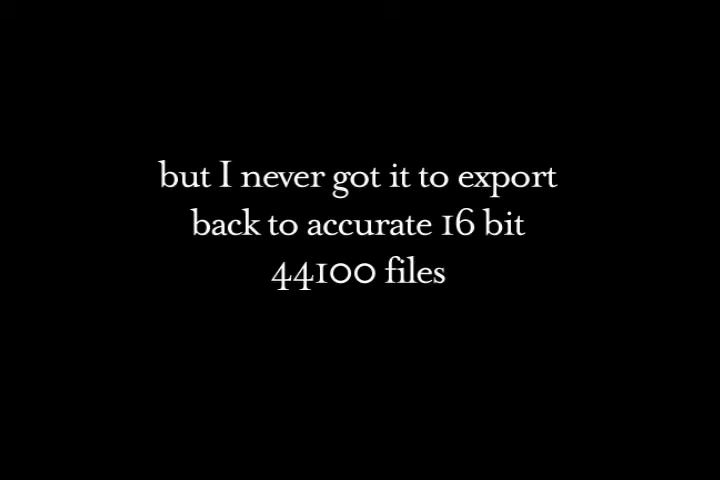 but I never got it to export
back to accurate 16 bit
44100 files